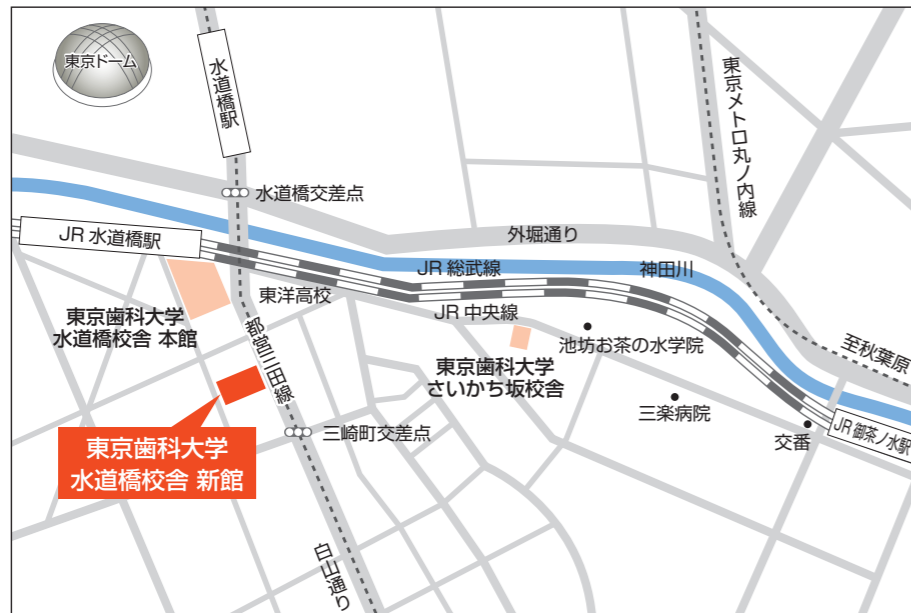 東京ドーム
水道橋駅
東京メトロ丸ノ内線
水道橋交差点
外堀通り
JR 水道橋駅
JR 総武線
神田川
東洋高校
JR 中央線
東京歯科大学
水道橋校舎 本館
都営三田線
池坊お茶の水学院
至秋葉原
東京歯科大学
さいかち坂校舎
三楽病院
三崎町交差点
交番
JR 御茶ノ水駅
東京歯科大学
水道橋校舎 新館
白山通り